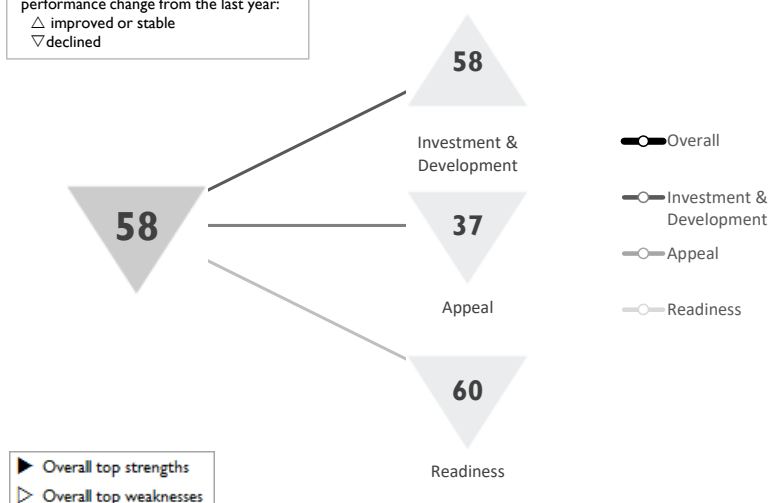 performance change from the last year:
△ improved or stable
▽ declined
58
Investment &
Development
58
37
Appeal
60
Readiness
Overall
Investment &
Development
Appeal
Readiness
▶ Overall top strengths
▷ Overall top weaknesses